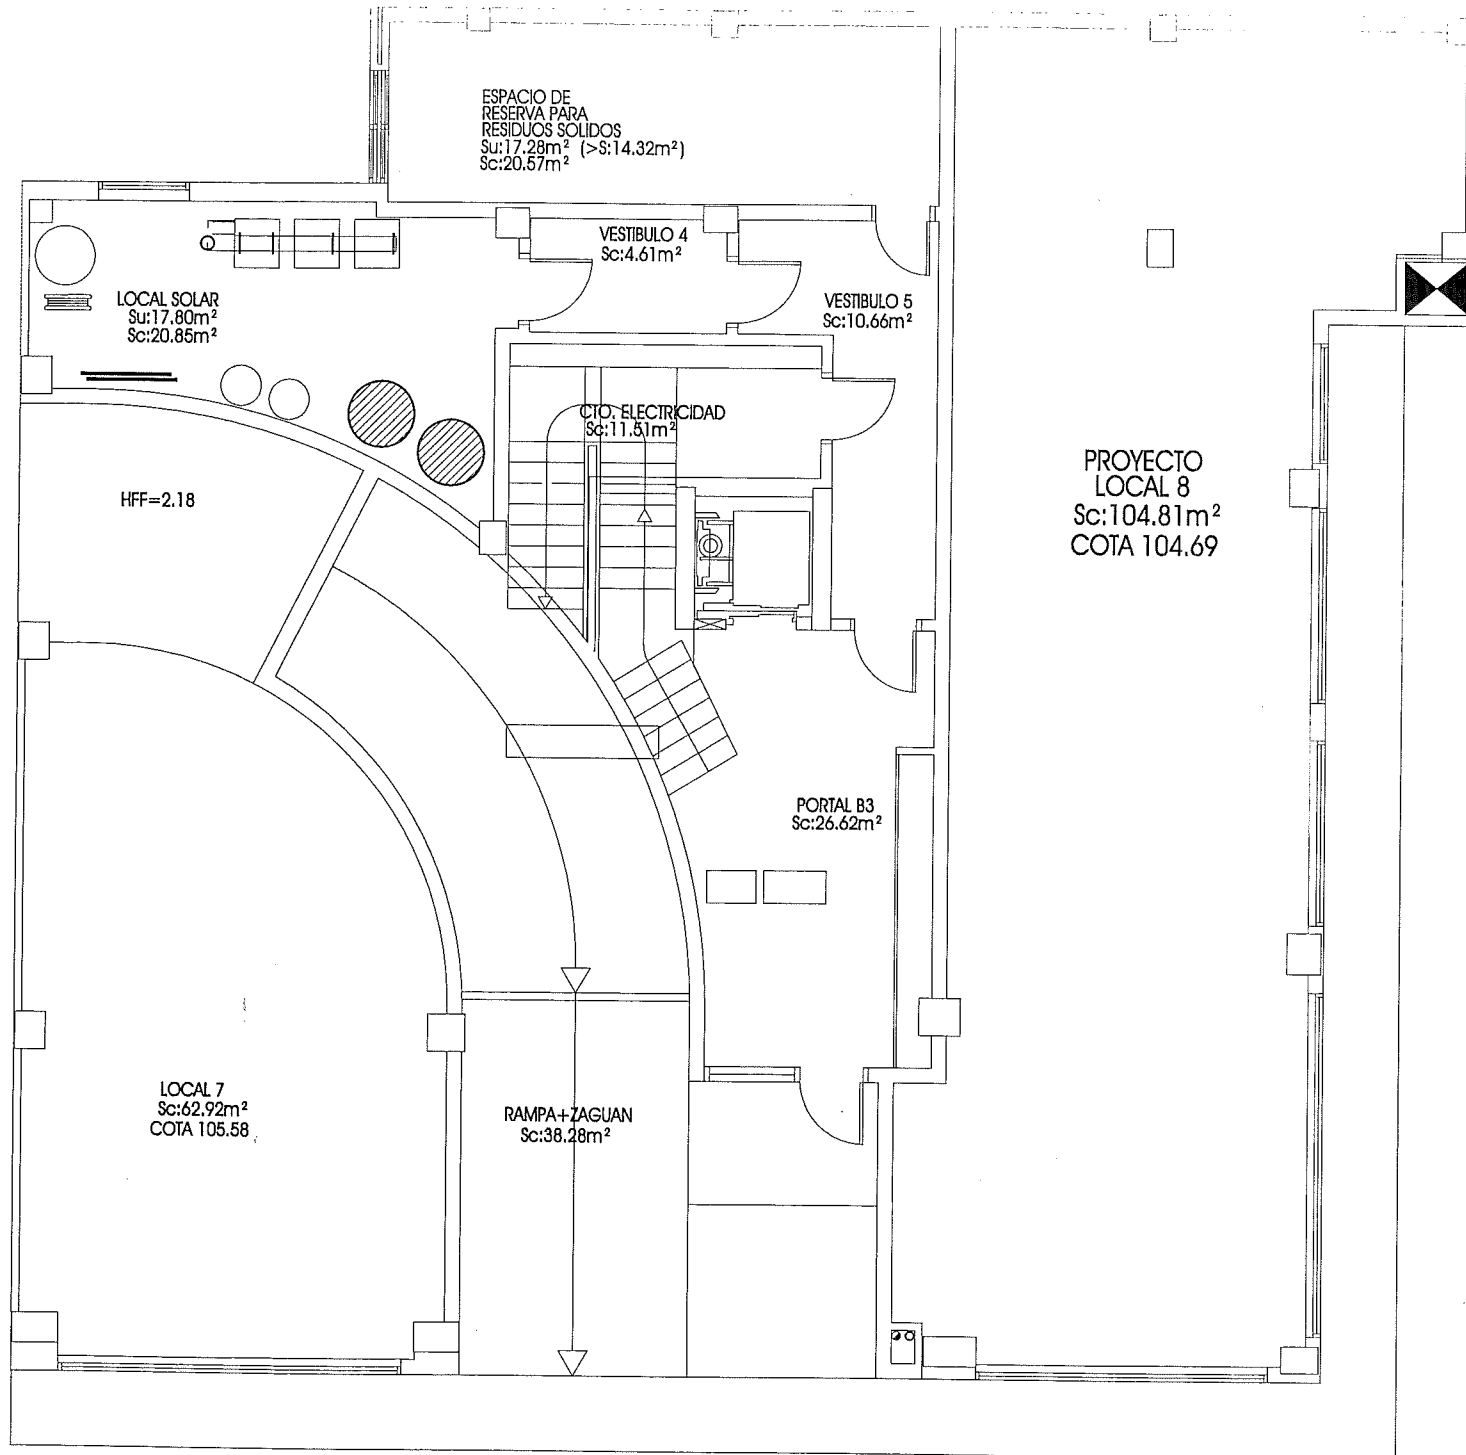 ESPACIO DE
RESERVA PARA
RESIDUOS SOLIDOS
Su:17.28m² (>S:14.32m²)
Sc:20.57m²
VESTIBULO 4
Sc:4.61m²
LOCAL SOLAR
Su:17.80m²
Sc:20.85m²
VESTIBULO 5
Sc:10.66m²
CTO. ELECTRICIDAD
Sc:11.51m²
HFF=2.18
PROYECTO
LOCAL 8
Sc:104.81m²
COTA 104.69
PORTAL B3
Sc:26.62m²
LOCAL 7
Sc:62.92m²
COTA 105.58
RAMPA+ZAGUAN
Sc:38.28m²